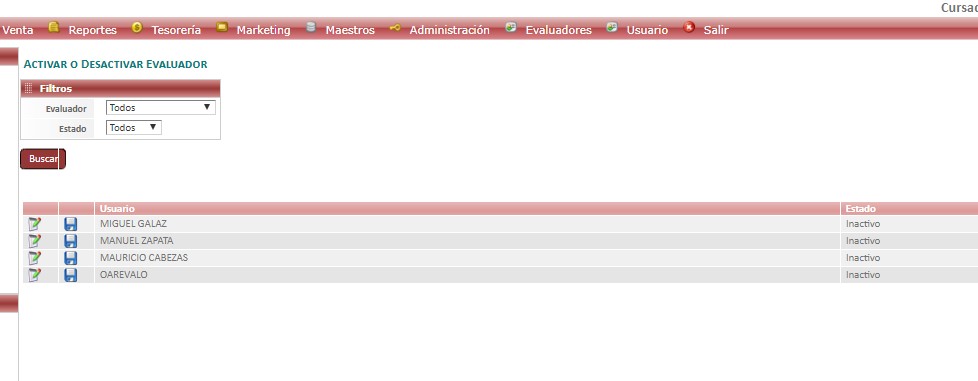 Cursad
Venta Reportes Tesorería Marketing Maestros Administración Evaluadores Usuario Salir
ACTIVAR O DESACTIVAR EVALUADOR
Filtros
Evaluador Todos
Estado Todos
Buscar
Usuario Estado
MIGUEL GALAZ Inactivo
MANUEL ZAPATA Inactivo
MAURICIO CABEZAS Inactivo
OAREVALO Inactivo